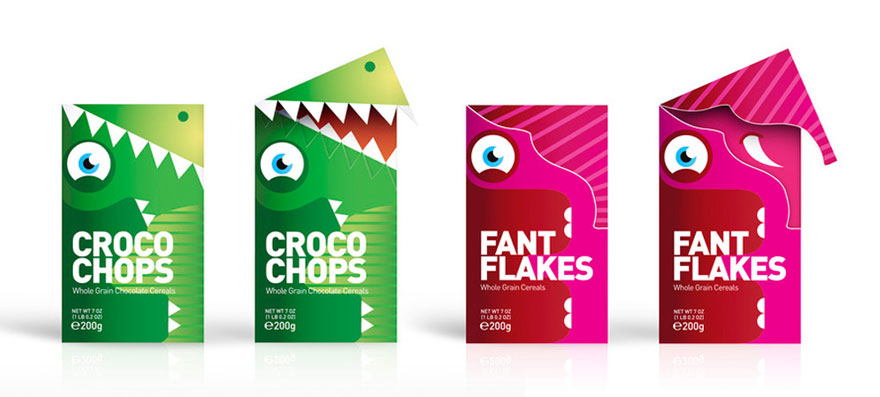 CROCO
CHOPS
Whole Grain Chocolate Cereals
NET WT 7 OZ
(1 LB 0.2 OZ)
℮200g
CROCO
CHOPS
Whole Grain Chocolate Cereals
NET WT 7 OZ
(1 LB 0.2 OZ)
℮200g
FANT
FLAKES
Whole Grain Cereals
NET WT 7 OZ
(1 LB 0.2 OZ)
℮200g
FANT
FLAKES
Whole Grain Cereals
NET WT 7 OZ
(1 LB 0.2 OZ)
℮200g